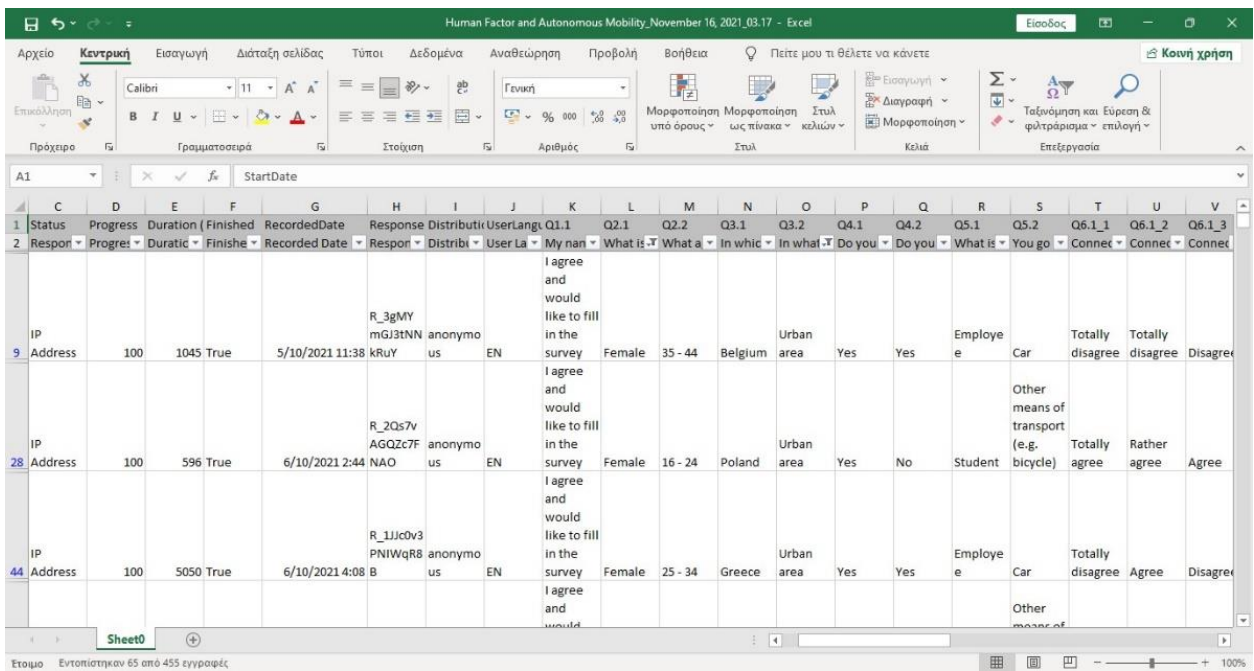 Human Factor and Autonomous Mobility_November 16, 2021_03.17 - Excel
Είσοδος
Αρχείο Κεντρική Εισαγωγή Διάταξη σελίδας Τύποι Δεδομένα Αναθεώρηση Προβολή Βοήθεια Πείτε μου τι θέλετε να κάνετε Κοινή χρήση
Calibri 11 Γενική
Επικόλληση
B I U
% 000
Μορφοποίηση υπό όρους
Μορφοποίηση ως πίνακα
Στυλ κελιών
Εισαγωγή
Διαγραφή
Μορφοποίηση
Ταξινόμηση και φιλτράρισμα
Εύρεση & επιλογή
Πρόχειρο Γραμματοσειρά Στοίχιση Αριθμός Στυλ Κελιά Επεξεργασία
A1 fx StartDate
C D E F G H I J K L M N O P Q R S T U V
1 Status Progress Duration ( Finished RecordedDate Response Distributi UserLangu Q1.1 Q2.1 Q2.2 Q3.1 Q3.2 Q4.1 Q4.2 Q5.1 Q5.2 Q6.1_1 Q6.1_2 Q6.1_3
2 Respon Progres Duratic Finishe Recorded Date Respor Distribu User La My nan What is What a In whic In what Do you Do you What is You go Connec Connec Connec
9 IP Address 100 1045 True 5/10/2021 11:38 R_3gMYmGJ3tNNkRuY anonymous EN I agree and would like to fill in the survey Female 35 - 44 Belgium Urban area Yes Yes Employee Car Totally disagree Totally disagree Disagree
28 IP Address 100 596 True 6/10/2021 2:44 R_2Qs7vAGQZc7FNAO anonymous EN I agree and would like to fill in the survey Female 16 - 24 Poland Urban area Yes No Student Other means of transport (e.g. bicycle) Totally agree Rather agree Agree
44 IP Address 100 5050 True 6/10/2021 4:08 R_1JJc0v3PNIWqR8B anonymous EN I agree and would like to fill in the survey Female 25 - 34 Greece Urban area Yes Yes Employee Car Totally disagree Agree Disagree
I agree and would Other means of
Sheet0
Έτοιμο Εντοπίστηκαν 65 από 455 εγγραφές 100%